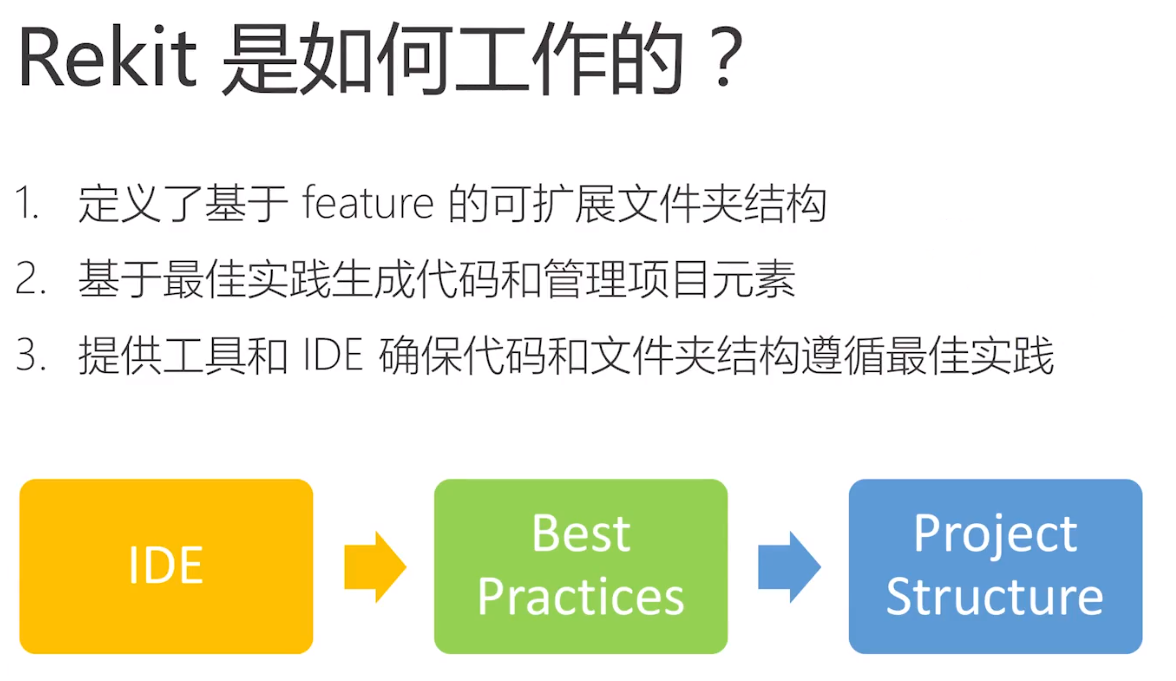 Rekit 是如何工作的？
1. 定义了基于 feature 的可扩展文件夹结构
2. 基于最佳实践生成代码和管理项目元素
3. 提供工具和 IDE 确保代码和文件夹结构遵循最佳实践
IDE
Best
Practices
Project
Structure